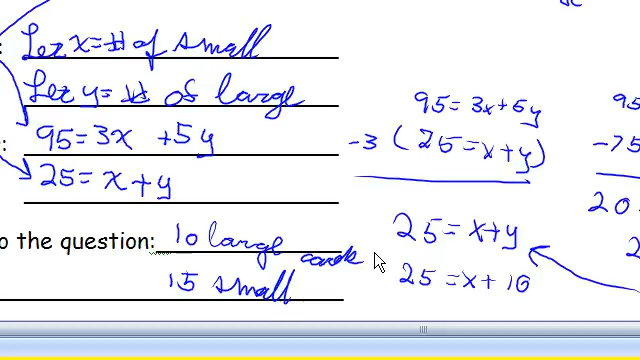 Let x = # of small
Let y = # of large
95 = 3x + 5y
25 = x + y
o the question: 10 large cards
15 small
95 = 3x + 5y
-3 (25 = x + y)
25 = x + y
25 = x + 10
95
-75
20
2